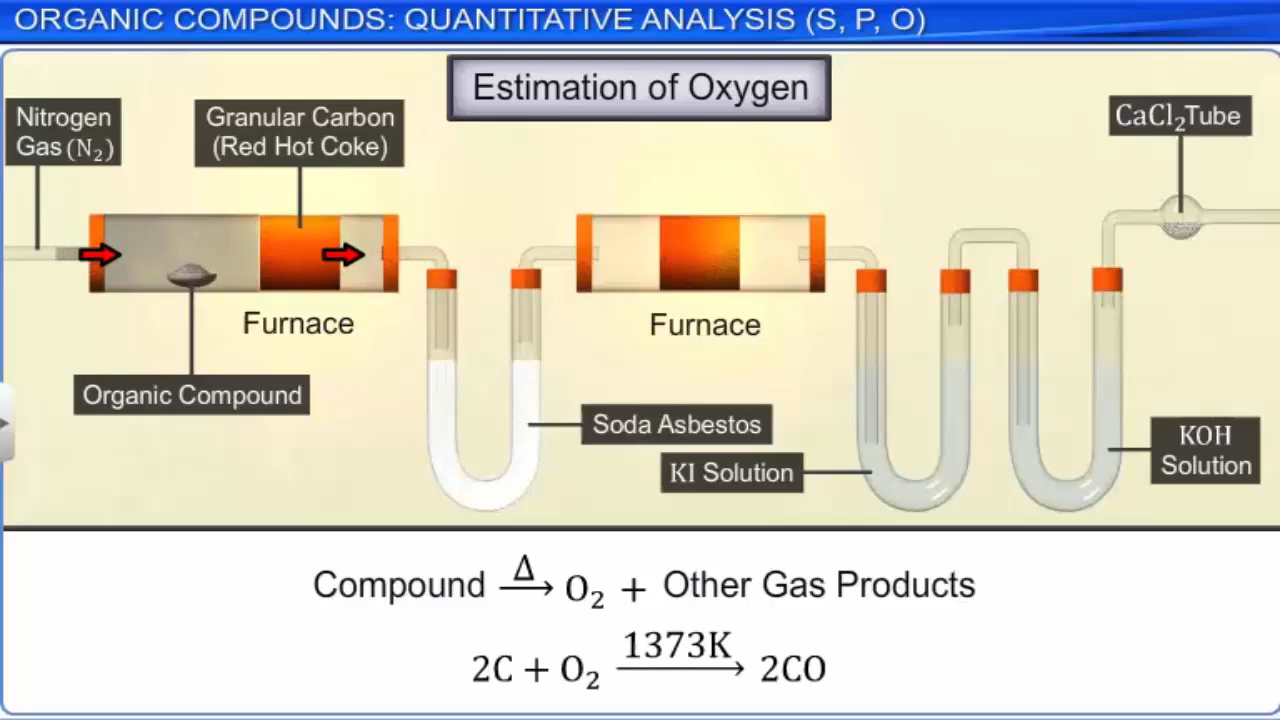 ORGANIC COMPOUNDS: QUANTITATIVE ANALYSIS (S, P, O)
Estimation of Oxygen
Nitrogen
Gas (N₂)
Granular Carbon
(Red Hot Coke)
CaCl₂Tube
Furnace
Furnace
Organic Compound
Soda Asbestos
KI Solution
KOH
Solution
Compound —Δ→ O₂ + Other Gas Products
2C + O₂ —1373K→ 2CO